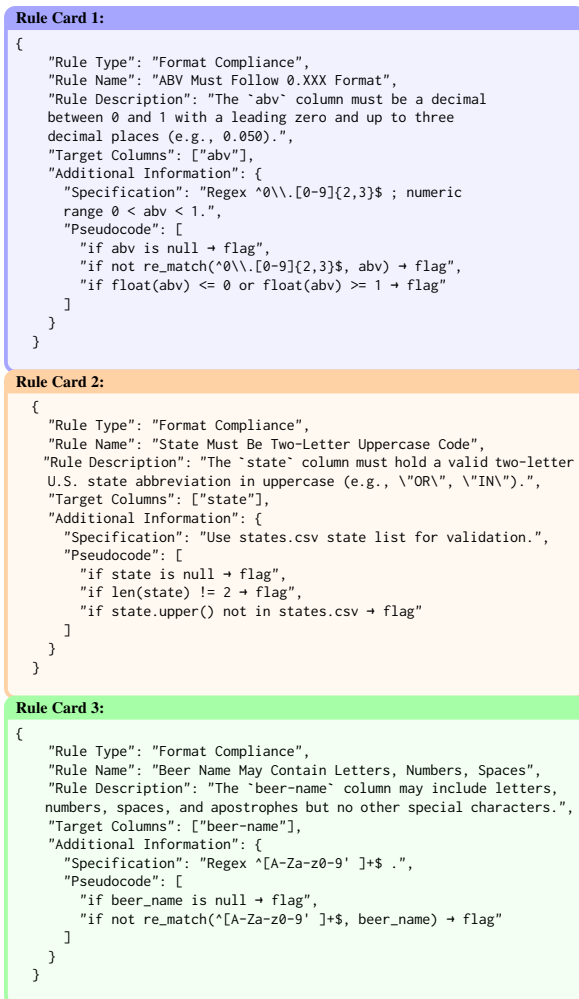 Rule Card 1:
{
"Rule Type": "Format Compliance",
"Rule Name": "ABV Must Follow 0.XXX Format",
"Rule Description": "The `abv` column must be a decimal
between 0 and 1 with a leading zero and up to three
decimal places (e.g., 0.050).",
"Target Columns": ["abv"],
"Additional Information": {
"Specification": "Regex ^0\\.[0-9]{2,3}$ ; numeric
range 0 < abv < 1.",
"Pseudocode": [
"if abv is null → flag",
"if not re_match(^0\\.[0-9]{2,3}$, abv) → flag",
"if float(abv) <= 0 or float(abv) >= 1 → flag"
]
}
}
Rule Card 2:
{
"Rule Type": "Format Compliance",
"Rule Name": "State Must Be Two-Letter Uppercase Code",
"Rule Description": "The `state` column must hold a valid two-letter
U.S. state abbreviation in uppercase (e.g., \"OR\", \"IN\").",
"Target Columns": ["state"],
"Additional Information": {
"Specification": "Use states.csv state list for validation.",
"Pseudocode": [
"if state is null → flag",
"if len(state) != 2 → flag",
"if state.upper() not in states.csv → flag"
]
}
}
Rule Card 3:
{
"Rule Type": "Format Compliance",
"Rule Name": "Beer Name May Contain Letters, Numbers, Spaces",
"Rule Description": "The `beer-name` column may include letters,
numbers, spaces, and apostrophes but no other special characters.",
"Target Columns": ["beer-name"],
"Additional Information": {
"Specification": "Regex ^[A-Za-z0-9' ]+$ .",
"Pseudocode": [
"if beer_name is null → flag",
"if not re_match(^[A-Za-z0-9' ]+$, beer_name) → flag"
]
}
}